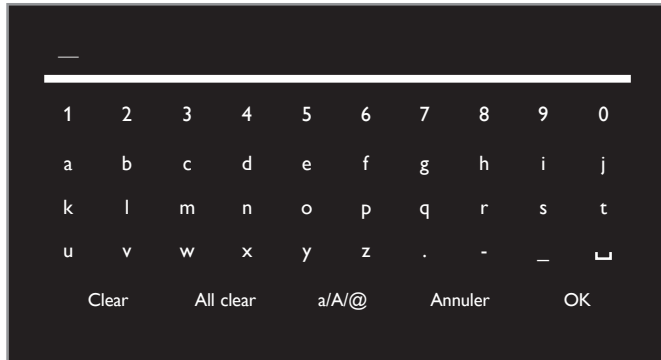 _
1 2 3 4 5 6 7 8 9 0
a b c d e f g h i j
k l m n o p q r s t
u v w x y z . - _ ␣
Clear All clear a/A/@ Annuler OK